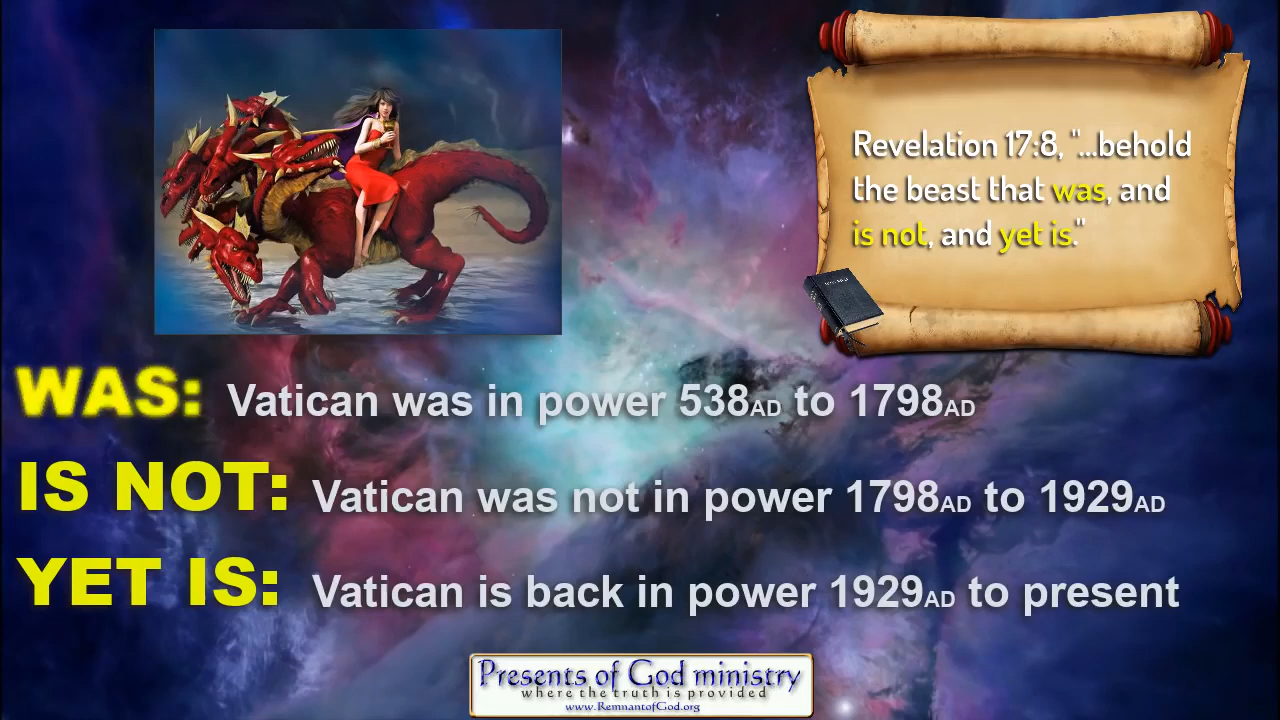 Revelation 17:8, "...behold
the beast that was, and
is not, and yet is."
WAS: Vatican was in power 538AD to 1798AD
IS NOT: Vatican was not in power 1798AD to 1929AD
YET IS: Vatican is back in power 1929AD to present
Presents of God ministry
where the truth is provided
www.RemnantofGod.org